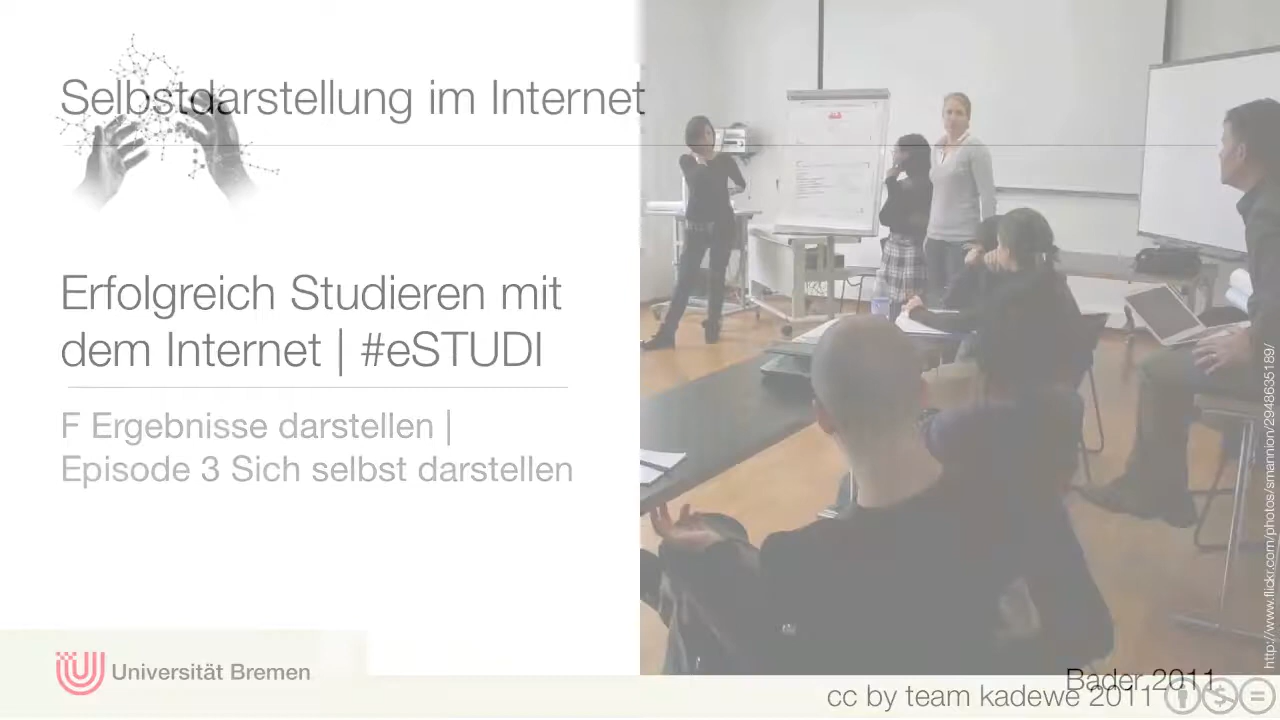 Selbstdarstellung im Internet
Erfolgreich Studieren mit
dem Internet | #eSTUDI
F Ergebnisse darstellen |
Episode 3 Sich selbst darstellen
Universität Bremen
http://www.flickr.com/photos/smannion/2948635189/
Bader 2011
cc by team kadewe 2011